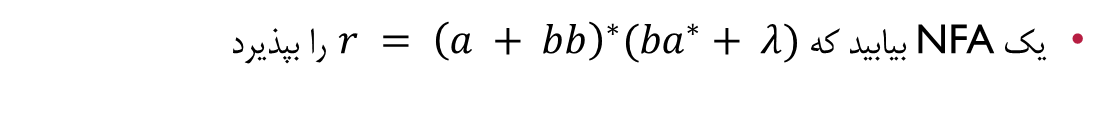 • یک NFA بیابید که r = (a + bb)*(ba* + λ) را بپذیرد